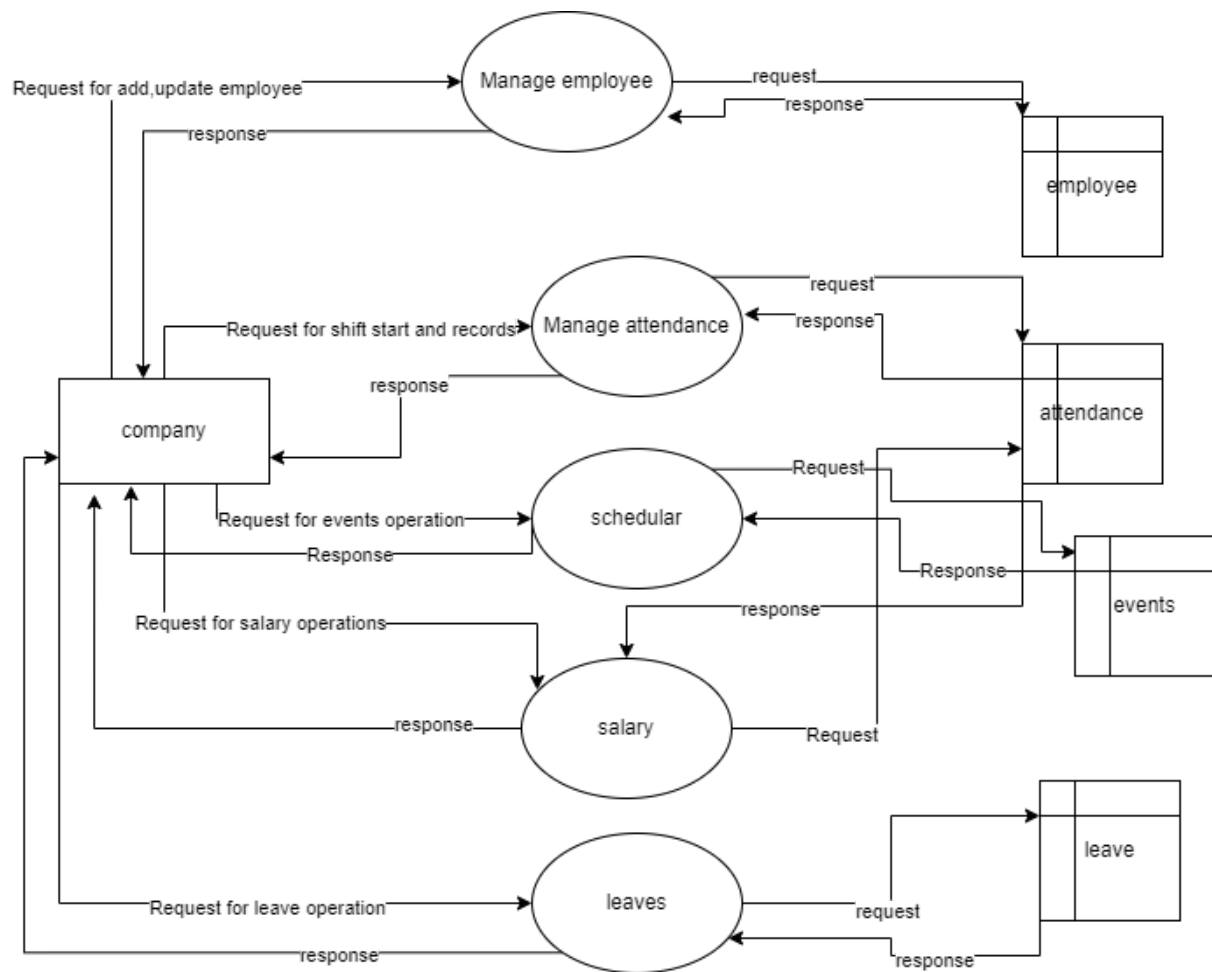 Manage employee
request
Request for add,update employee
response
response
employee
request
Manage attendance
response
Request for shift start and records
response
attendance
company
Request
schedular
Request for events operation
Response
Response
events
response
Request for salary operations
response
salary
Request
leave
leaves
Request for leave operation
request
response
response